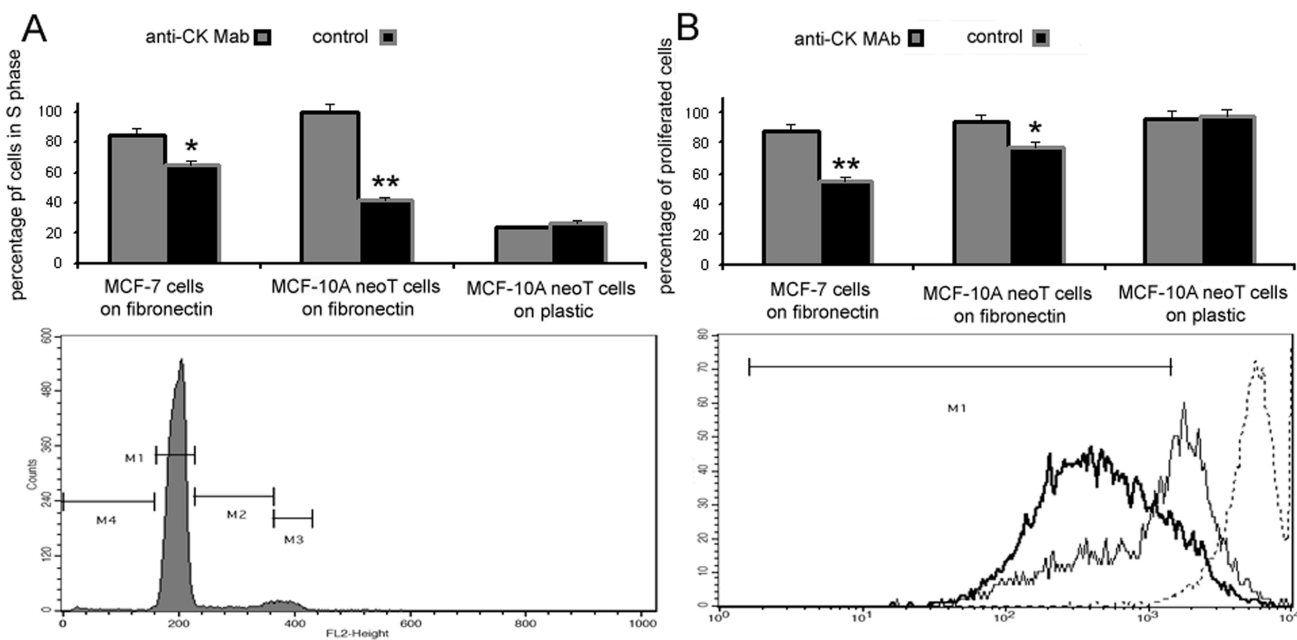 A
anti-CK Mab control
percentage pf cells in S phase
100
80
60
40
20
0
* **
MCF-7 cells on fibronectin
MCF-10A neoT cells on fibronectin
MCF-10A neoT cells on plastic
Counts
600
480
360
240
120
0
M1
M4
M2
M3
0 200 400 600 800 1000
FL2-Height
B
anti-CK MAb control
percentage of proliferated cells
100
80
60
40
20
0
** *
MCF-7 cells on fibronectin
MCF-10A neoT cells on fibronectin
MCF-10A neoT cells on plastic
80
70
60
50
40
30
20
10
0
M1
10⁰ 10¹ 10² 10³ 10⁴